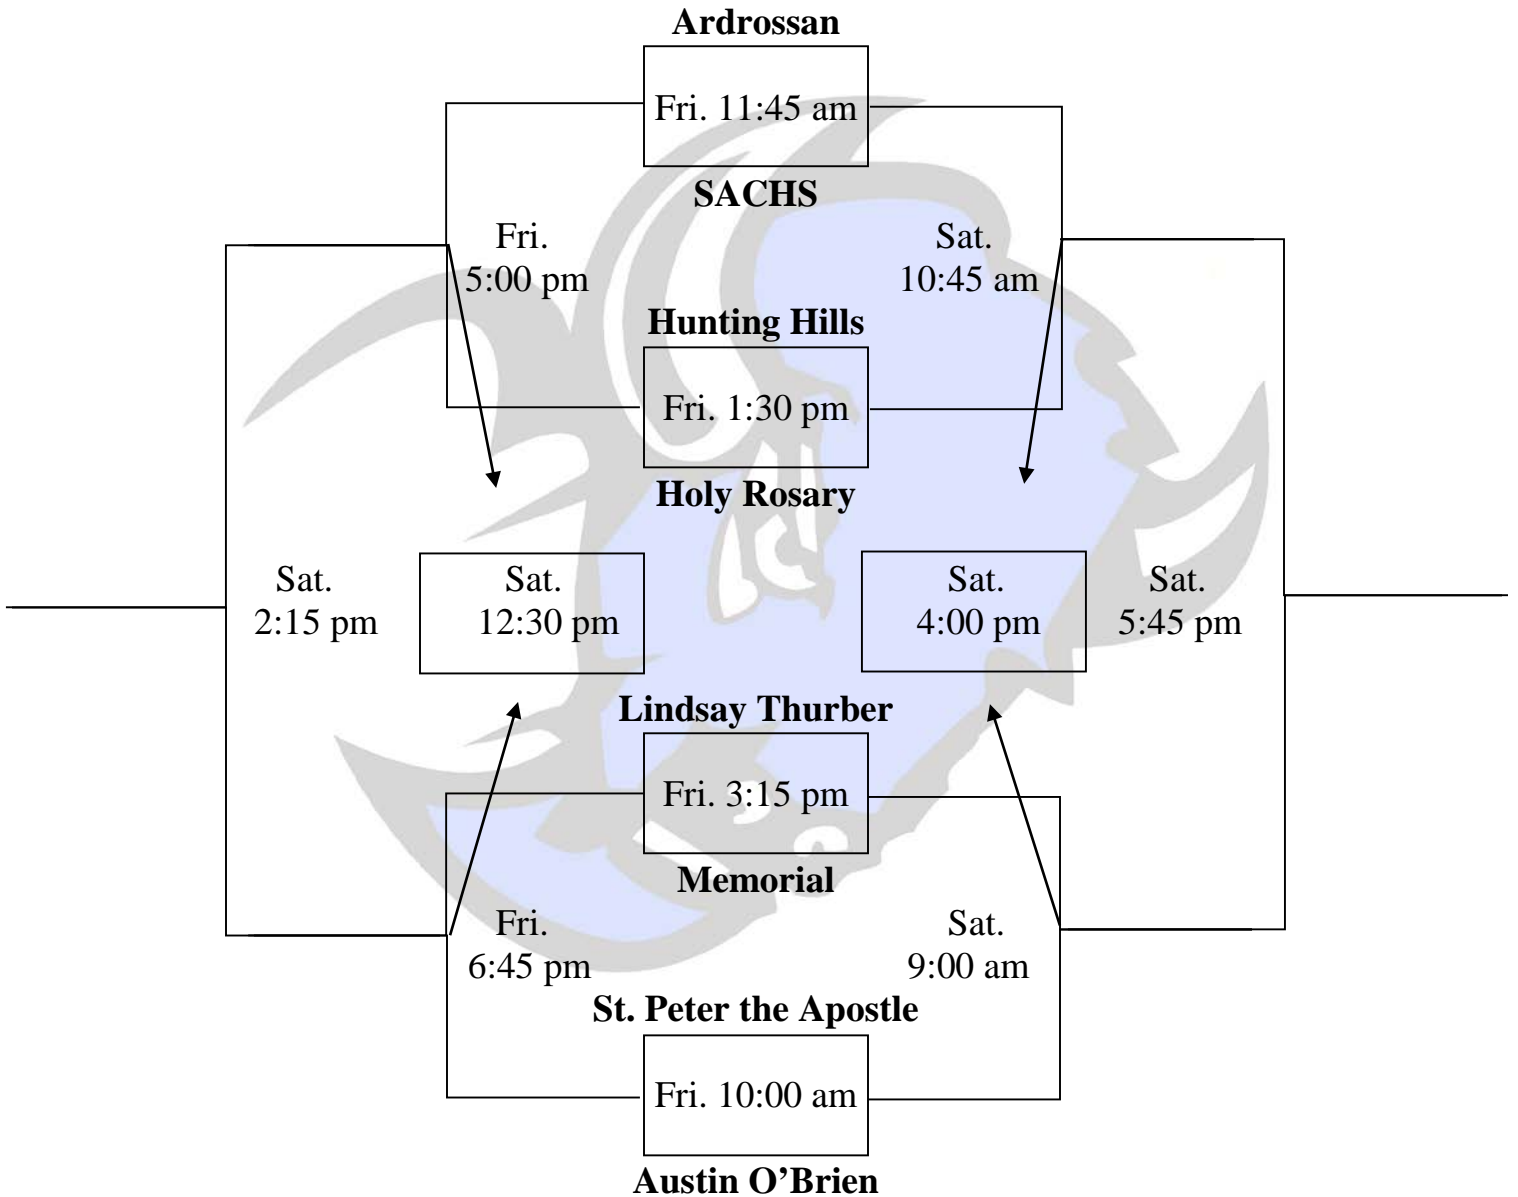 Ardrossan
Fri. 11:45 am
SACHS
Fri.
5:00 pm
Sat.
10:45 am
Hunting Hills
Fri. 1:30 pm
Holy Rosary
Sat.
2:15 pm
Sat.
12:30 pm
Sat.
4:00 pm
Sat.
5:45 pm
Lindsay Thurber
Fri. 3:15 pm
Memorial
Fri.
6:45 pm
Sat.
9:00 am
St. Peter the Apostle
Fri. 10:00 am
Austin O’Brien